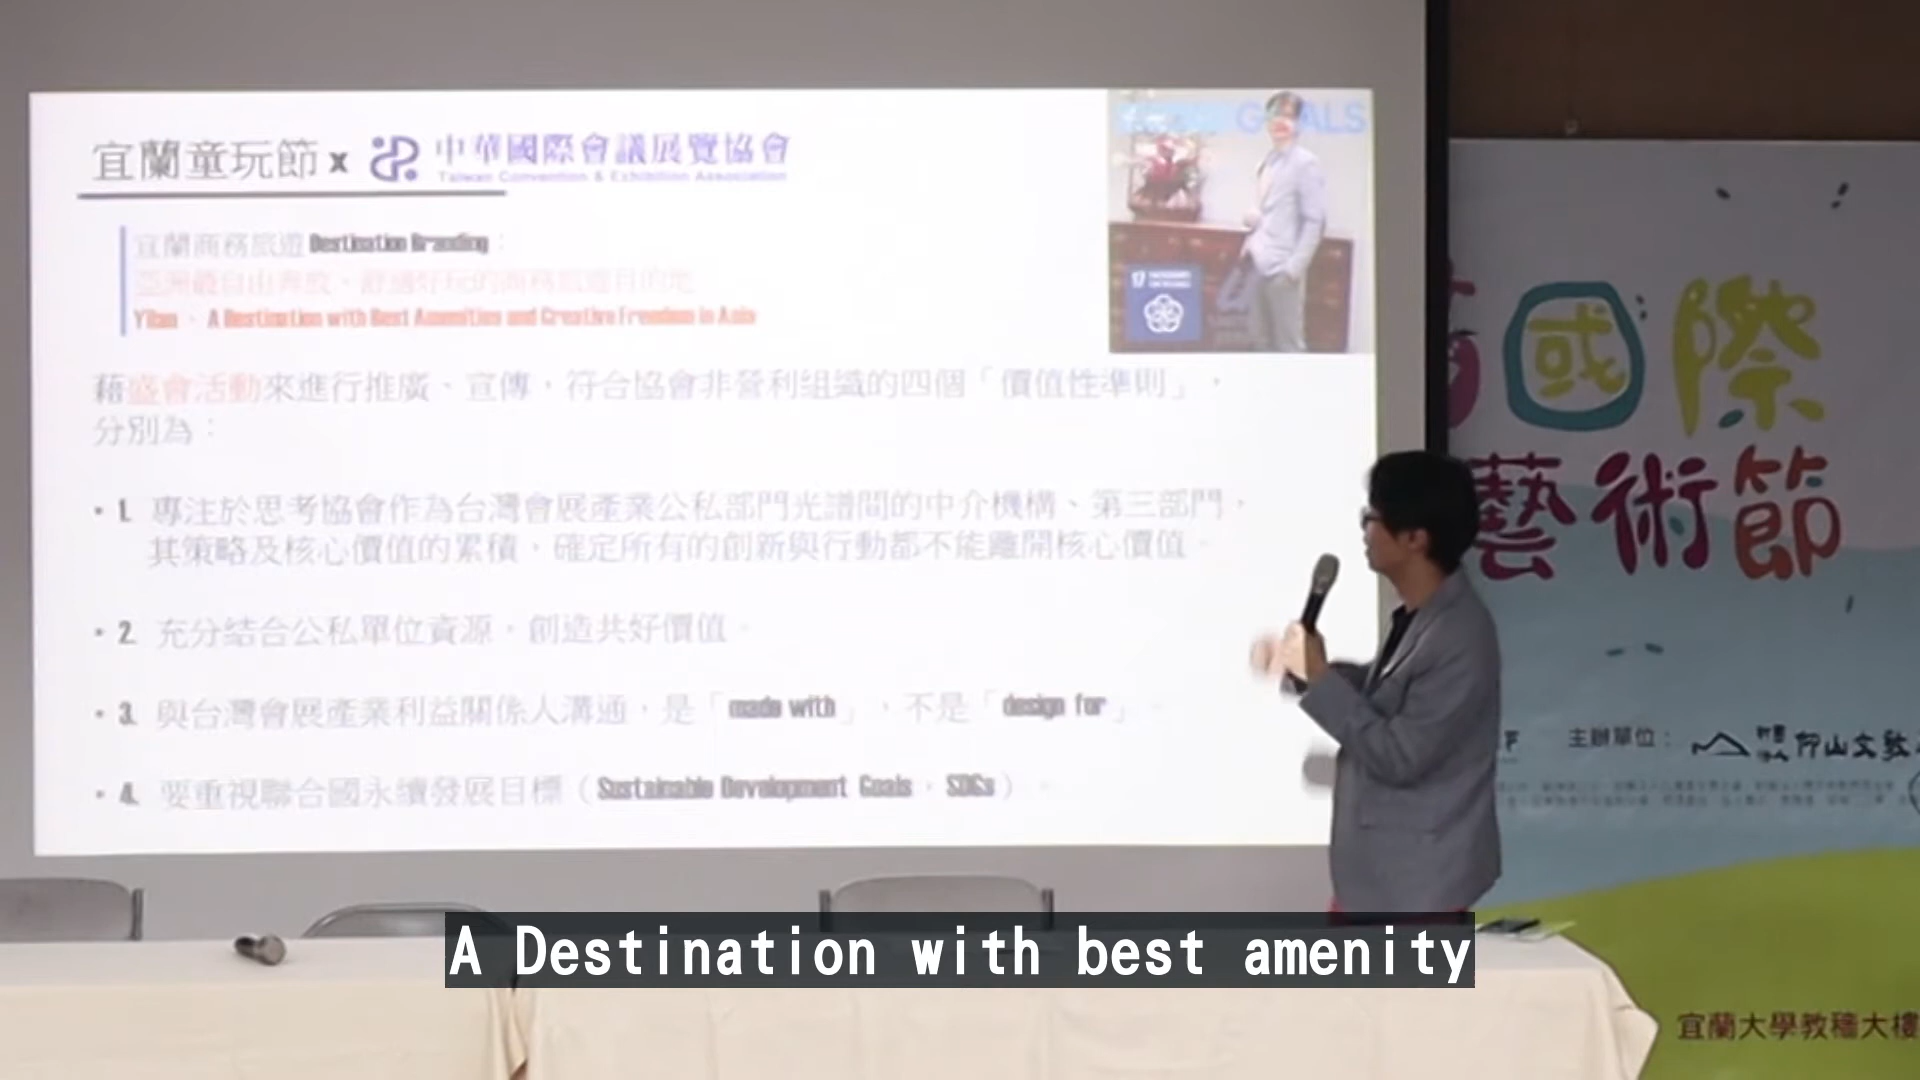 宜蘭童玩節 x 中華國際會議展覽協會
Taiwan Convention & Exhibition Association
GOALS
宜蘭商務旅遊 Destination Branding：
亞洲最自由奔放、舒適好玩的商務旅遊目的地
Yilan - A Destination with Best Amenities and Creative Freedom in Asia
17
藉盛會活動來進行推廣、宣傳，符合協會非營利組織的四個「價值性準則」，
分別為：
• 1. 專注於思考協會作為台灣會展產業公私部門光譜間的中介機構、第三部門，
其策略及核心價值的累積，確定所有的創新與行動都不能離開核心價值。
• 2. 充分結合公私單位資源，創造共好價值。
• 3. 與台灣會展產業利益關係人溝通，是「made with」，不是「design for」。
• 4. 要重視聯合國永續發展目標（Sustainable Development Goals，SDGs）。
國際
藝術節
主辦單位：仰山文教
宜蘭大學教穡大樓
A Destination with best amenity